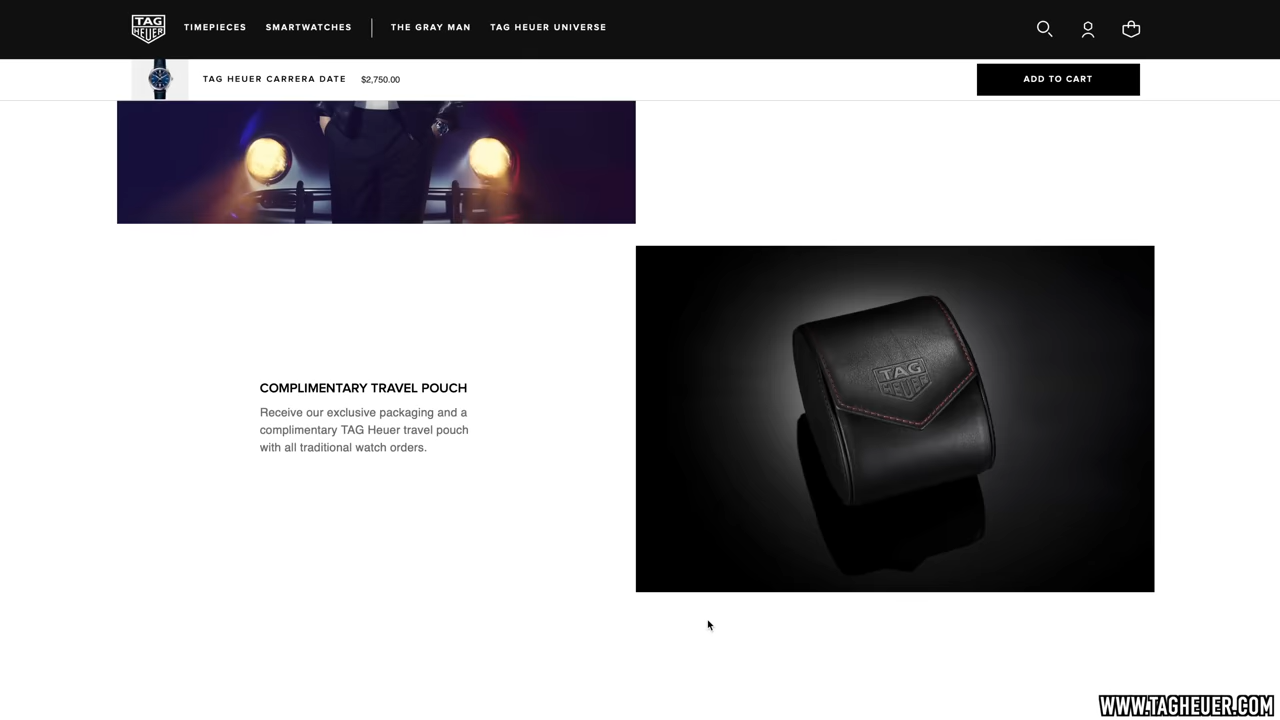 TAG
HEUER
TIMEPIECES SMARTWATCHES THE GRAY MAN TAG HEUER UNIVERSE
TAG HEUER CARRERA DATE $2,750.00 ADD TO CART
TAG
HEUER
COMPLIMENTARY TRAVEL POUCH
Receive our exclusive packaging and a
complimentary TAG Heuer travel pouch
with all traditional watch orders.
WWW.TAGHEUER.COM